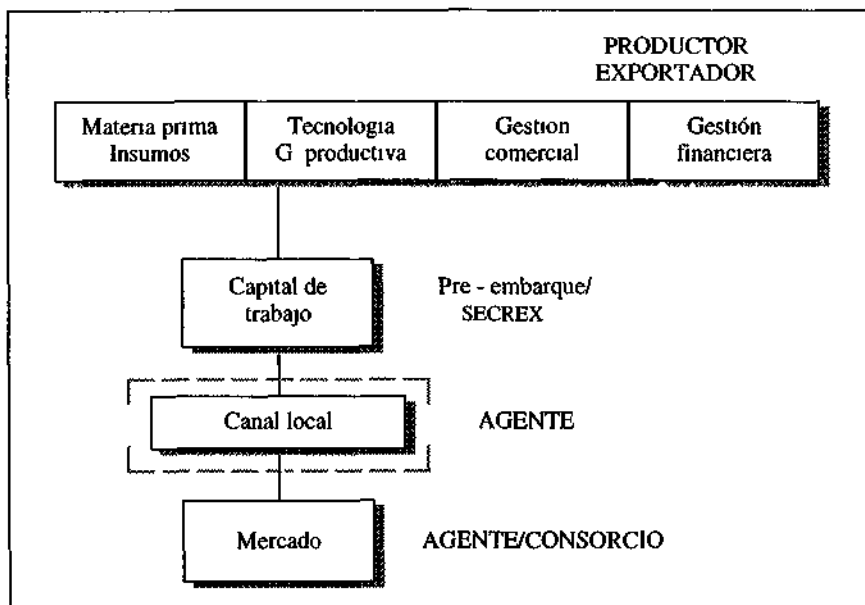 PRODUCTOR
EXPORTADOR
Materia prima
Insumos
Tecnologia
G productiva
Gestion
comercial
Gestión
financiera
Capital de
trabajo
Pre - embarque/
SECREX
Canal local
AGENTE
Mercado
AGENTE/CONSORCIO